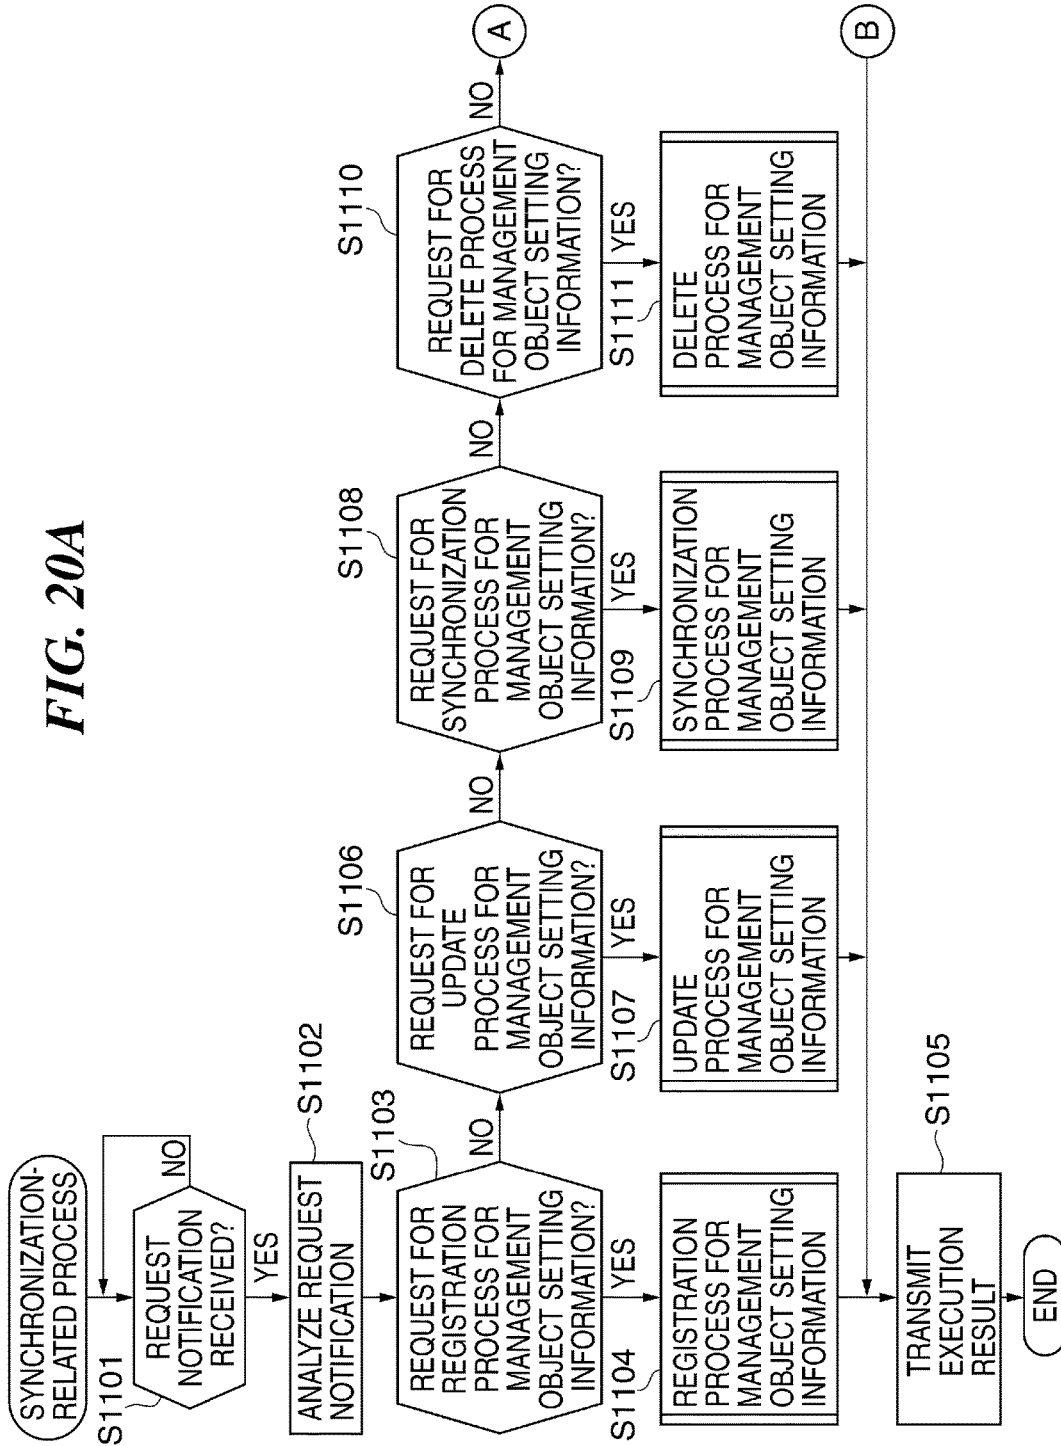 FIG. 20A
SYNCHRONIZATION-
RELATED PROCESS
S1101
REQUEST
NOTIFICATION
RECEIVED?
NO
YES
S1102
ANALYZE REQUEST
NOTIFICATION
S1103
REQUEST FOR
REGISTRATION
PROCESS FOR
MANAGEMENT
OBJECT SETTING
INFORMATION?
NO
YES
S1104
REGISTRATION
PROCESS FOR
MANAGEMENT
OBJECT SETTING
INFORMATION
S1106
REQUEST FOR
UPDATE
PROCESS FOR
MANAGEMENT
OBJECT SETTING
INFORMATION?
NO
YES
S1107
UPDATE
PROCESS FOR
MANAGEMENT
OBJECT SETTING
INFORMATION
S1108
REQUEST FOR
SYNCHRONIZATION
PROCESS FOR
MANAGEMENT
OBJECT SETTING
INFORMATION?
NO
YES
S1109
SYNCHRONIZATION
PROCESS FOR
MANAGEMENT
OBJECT SETTING
INFORMATION
S1110
REQUEST FOR
DELETE PROCESS
FOR MANAGEMENT
OBJECT SETTING
INFORMATION?
NO
A
YES
S1111
DELETE
PROCESS FOR
MANAGEMENT
OBJECT SETTING
INFORMATION
B
S1105
TRANSMIT
EXECUTION
RESULT
END